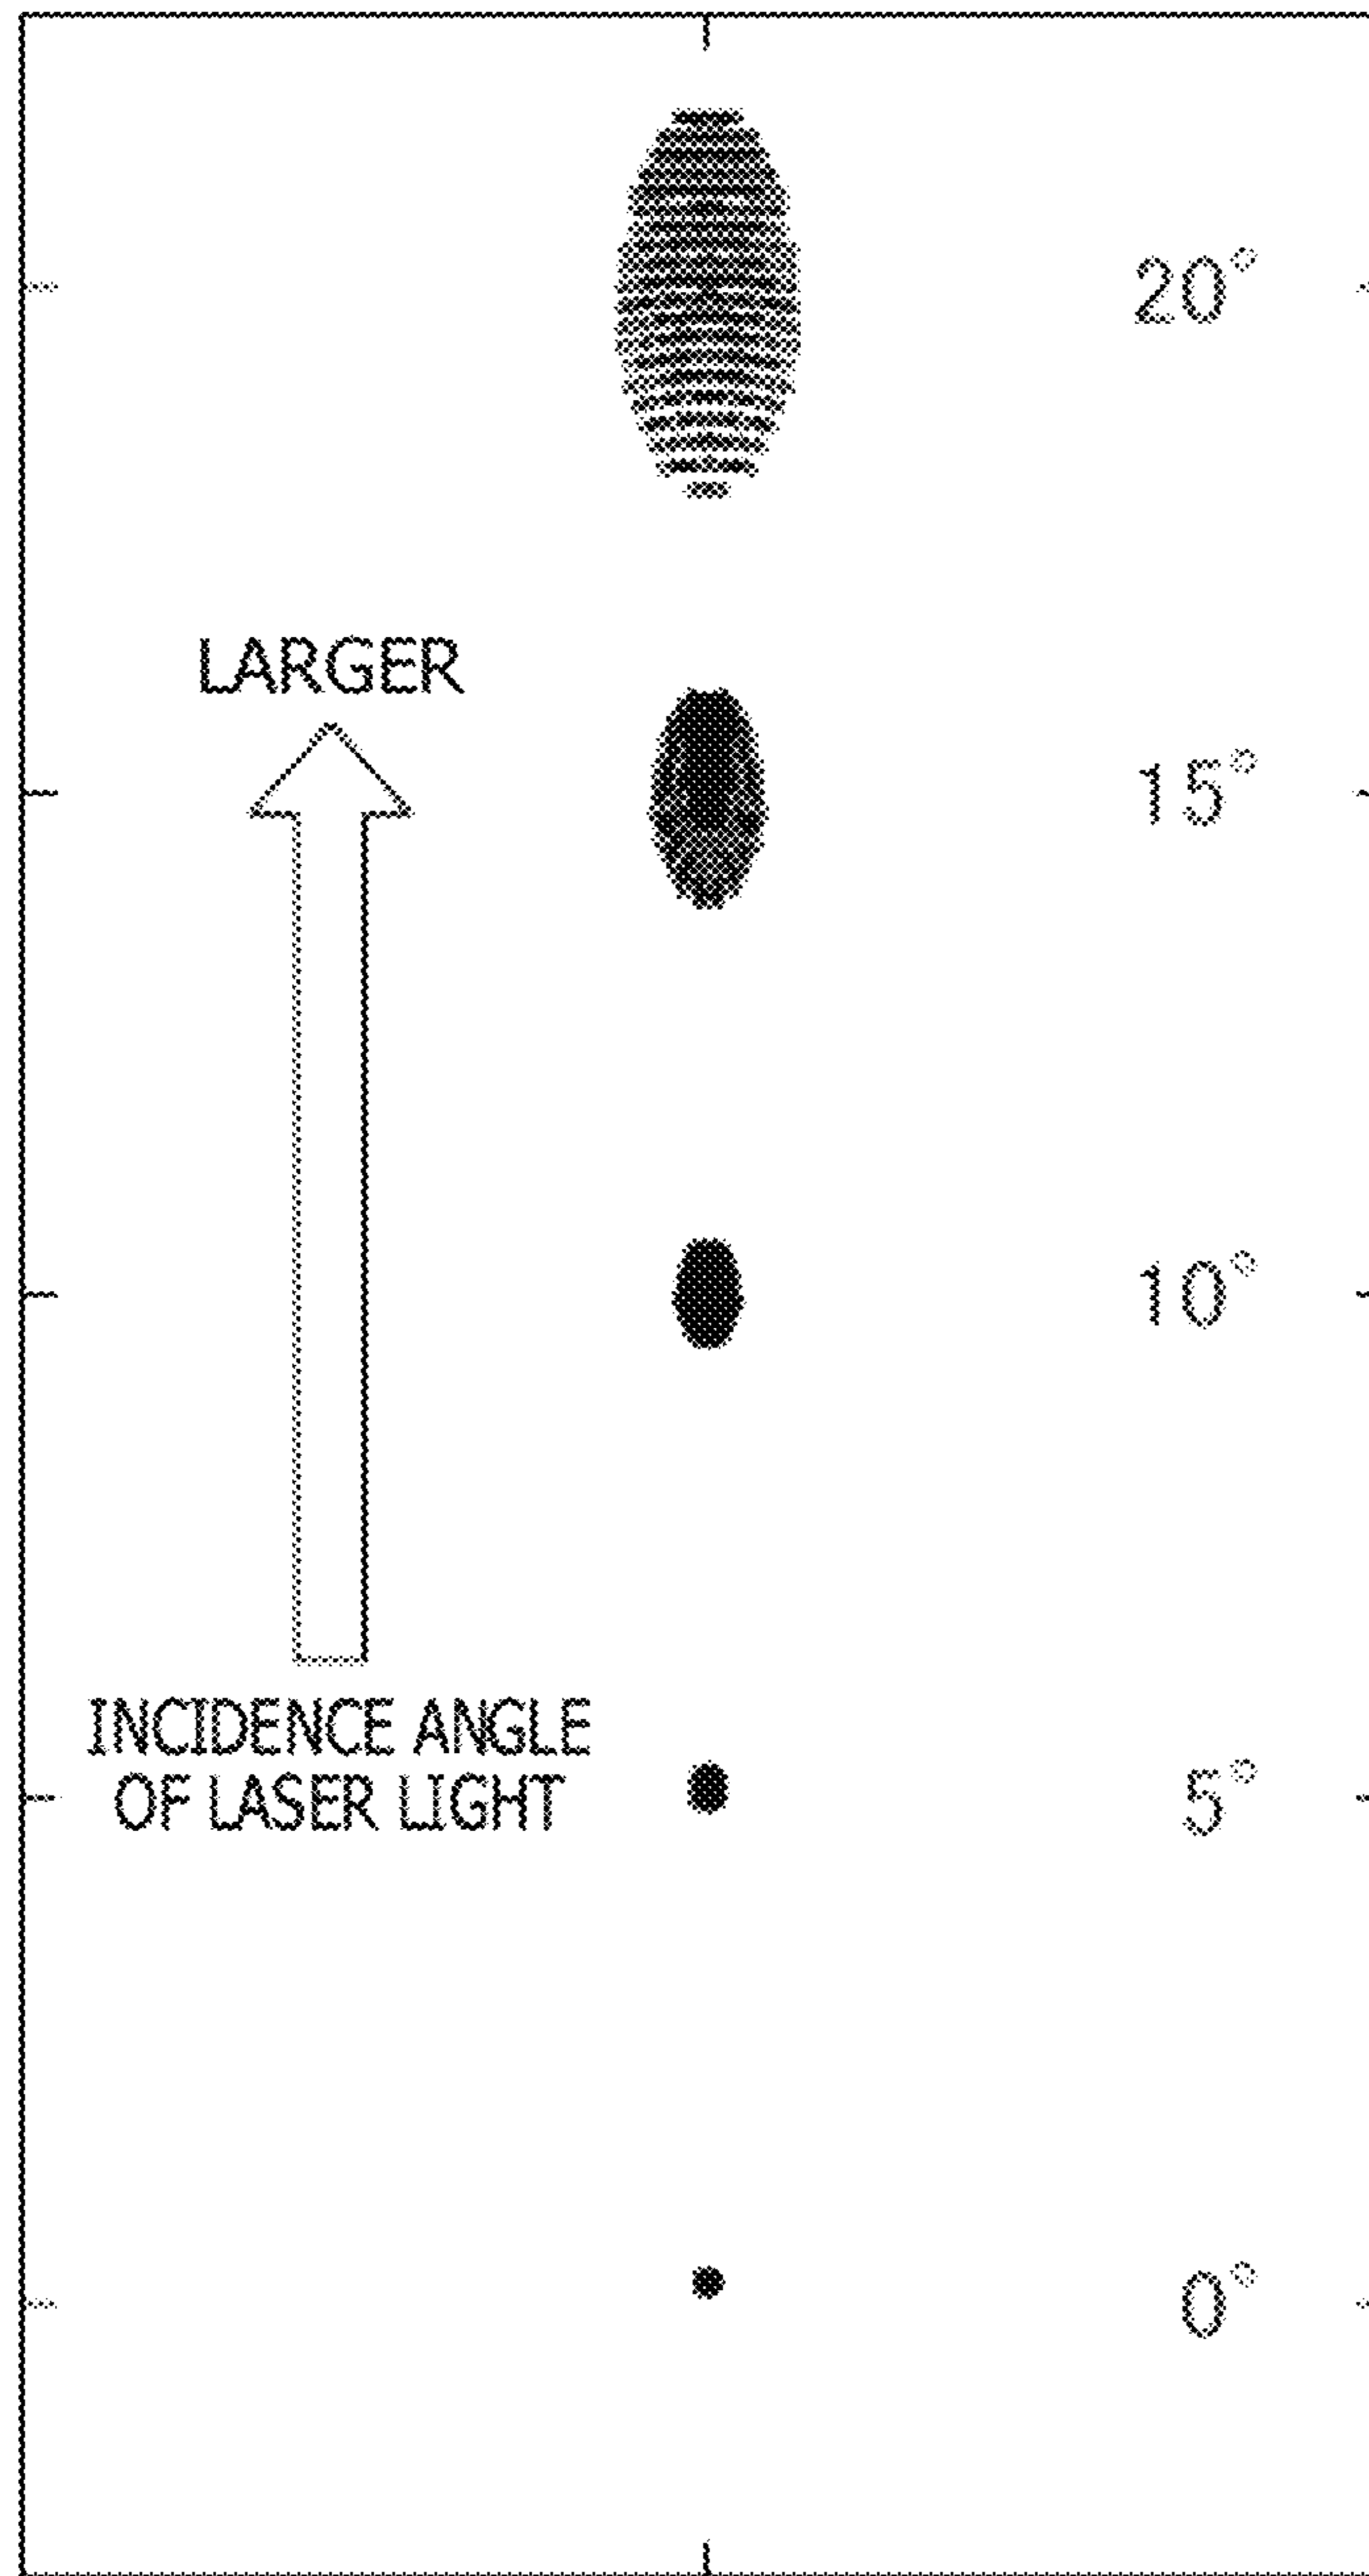 20°
LARGER
15°
10°
INCIDENCE ANGLE
OF LASER LIGHT
5°
0°